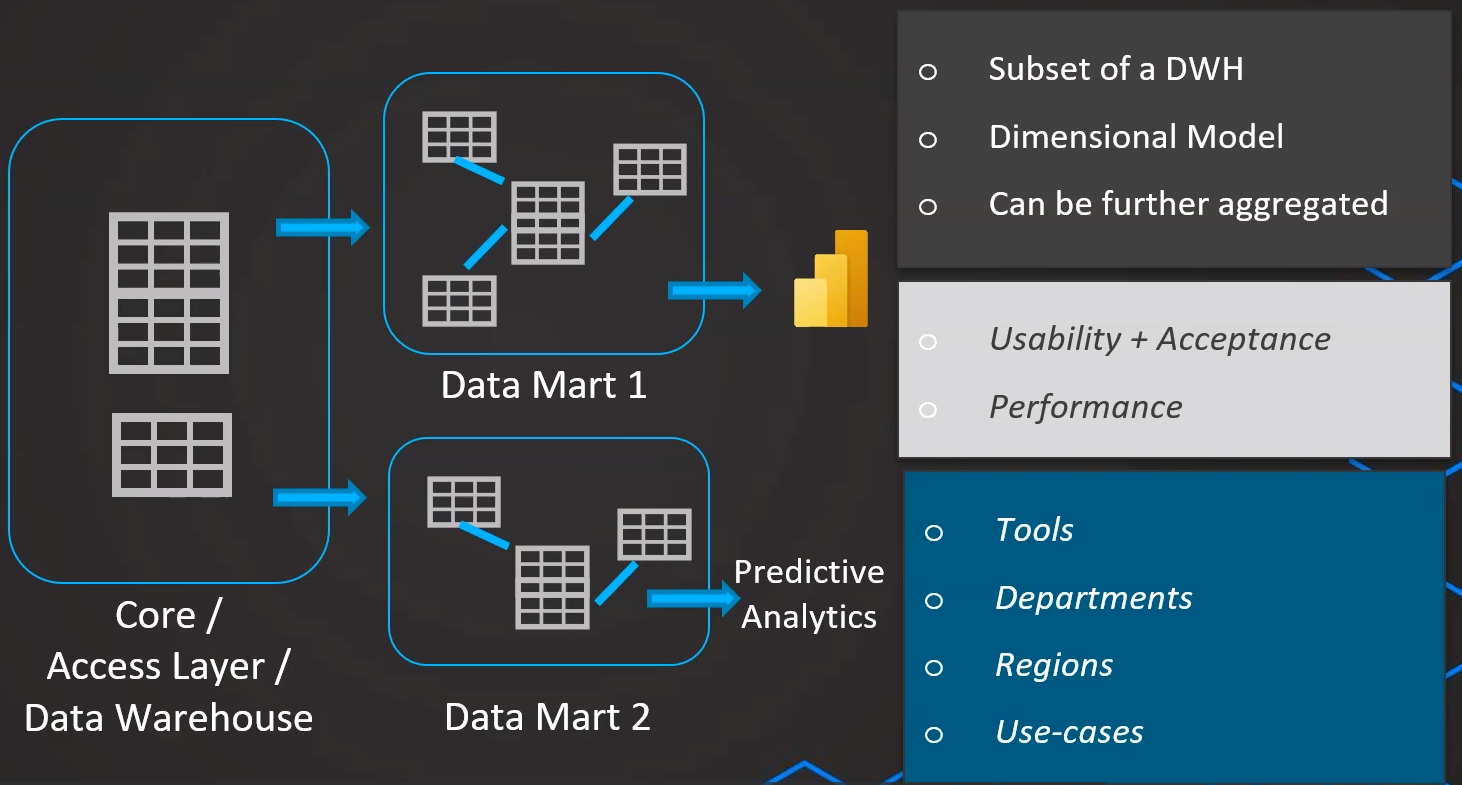 Core /
Access Layer /
Data Warehouse
Data Mart 1
Data Mart 2
Predictive
Analytics
Subset of a DWH
Dimensional Model
Can be further aggregated
Usability + Acceptance
Performance
Tools
Departments
Regions
Use-cases